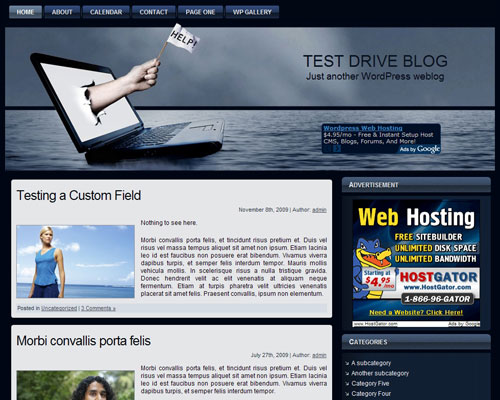 HOME ABOUT CALENDAR CONTACT PAGE ONE WP GALLERY
HELP!
TEST DRIVE BLOG
Just another WordPress weblog
Wordpress Web Hosting
$4.95/mo - Free & Instant Setup Host
CMS, Blogs, Forums, And More!
Ads by Google
Testing a Custom Field
November 8th, 2009 | Author: admin
Nothing to see here.
Morbi convallis porta felis, et tincidunt risus pretium et. Duis vel
risus vel massa tempus aliquet sit amet non ipsum. Etiam lacinia
leo id est faucibus non posuere erat bibendum. Vivamus viverra
dapibus turpis, et semper felis interdum tempor. Mauris mollis
vehicula mollis. In scelerisque risus a nulla tristique gravida.
Donec hendrerit velit ac elit venenatis at aliquam neque
fermentum. Etiam at turpis pharetra velit ultricies venenatis
placerat sit amet felis. Praesent convallis, ipsum non elementum.
Posted in Uncategorized | 2 Comments »
Morbi convallis porta felis
July 27th, 2009 | Author: admin
Morbi convallis porta felis, et tincidunt risus pretium et. Duis vel
risus vel massa tempus aliquet sit amet non ipsum. Etiam lacinia
leo id est faucibus non posuere erat bibendum. Vivamus viverra
dapibus turpis, et semper felis interdum tempor.
ADVERTISEMENT
Web Hosting
FREE SITEBUILDER
UNLIMITED DISK SPACE
UNLIMITED BANDWIDTH
Starting at
$4.95
/mo
HOSTGATOR
www.HostGator.com
1-866-96-GATOR
Need a Website? Click Here!
www.HostGator.com
Ads by Google
CATEGORIES
A subcategory
Another subcategory
Category Five
Category Four